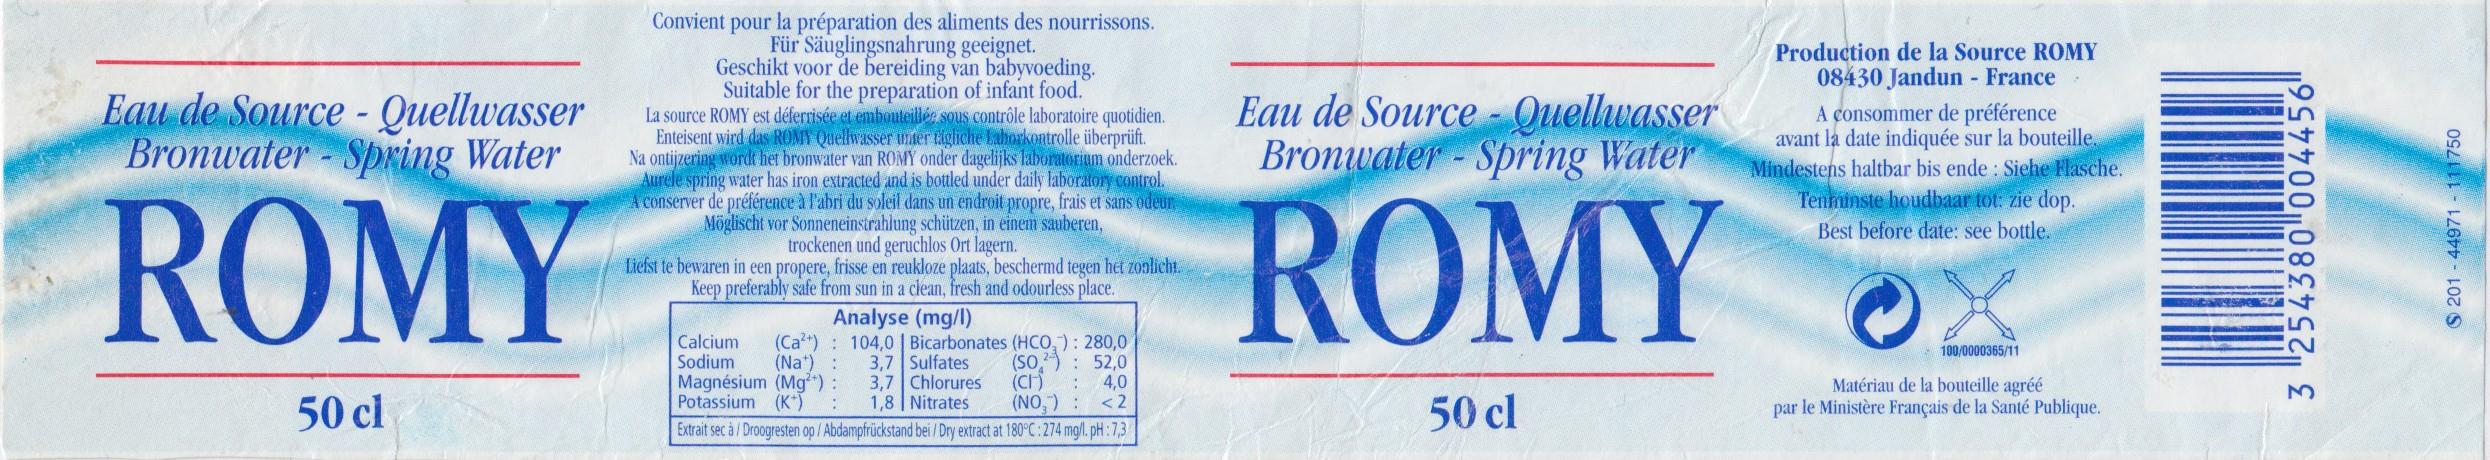 Eau de Source - Quellwasser
Bronwater - Spring Water
ROMY
50 cl
Convient pour la préparation des aliments des nourrissons.
Für Säuglingsnahrung geeignet.
Geschikt voor de bereiding van babyvoeding.
Suitable for the preparation of infant food.
La source ROMY est déferrisée et embouteillée sous contrôle laboratoire quotidien.
Enteisent wird das ROMY Quellwasser unter tägliche Laborkontrolle überprüft.
Na ontijzering wordt het bronwater van ROMY onder dagelijks laboratorium onderzoek.
Aurele spring water has iron extracted and is bottled under daily laboratory control.
A conserver de préférence à l'abri du soleil dans un endroit propre, frais et sans odeur.
Möglischt vor Sonneneinstrahlung schützen, in einem sauberen,
trockenen und geruchlos Ort lagern.
Liefst te bewaren in een propere, frisse en reukloze plaats, beschermd tegen het zonlicht.
Keep preferably safe from sun in a clean, fresh and odourless place.
Analyse (mg/l)
Calcium (Ca²⁺) : 104,0 Bicarbonates (HCO₃⁻) : 280,0
Sodium (Na⁺) : 3,7 Sulfates (SO₄²⁻) : 52,0
Magnésium (Mg²⁺) : 3,7 Chlorures (Cl⁻) : 4,0
Potassium (K⁺) : 1,8 Nitrates (NO₃⁻) : < 2
Extrait sec à / Droogresten op / Abdampfrückstand bei / Dry extract at 180°C : 274 mg/l. pH : 7,3
Eau de Source - Quellwasser
Bronwater - Spring Water
ROMY
50 cl
Production de la Source ROMY
08430 Jandun - France
A consommer de préférence
avant la date indiquée sur la bouteille.
Mindestens haltbar bis ende : Siehe Flasche.
Tenminste houdbaar tot: zie dop.
Best before date: see bottle.
100/0000365/11
Matériau de la bouteille agréé
par le Ministère Français de la Santé Publique.
3 254380 004456
Ⓢ 201 - 44971 - 111750